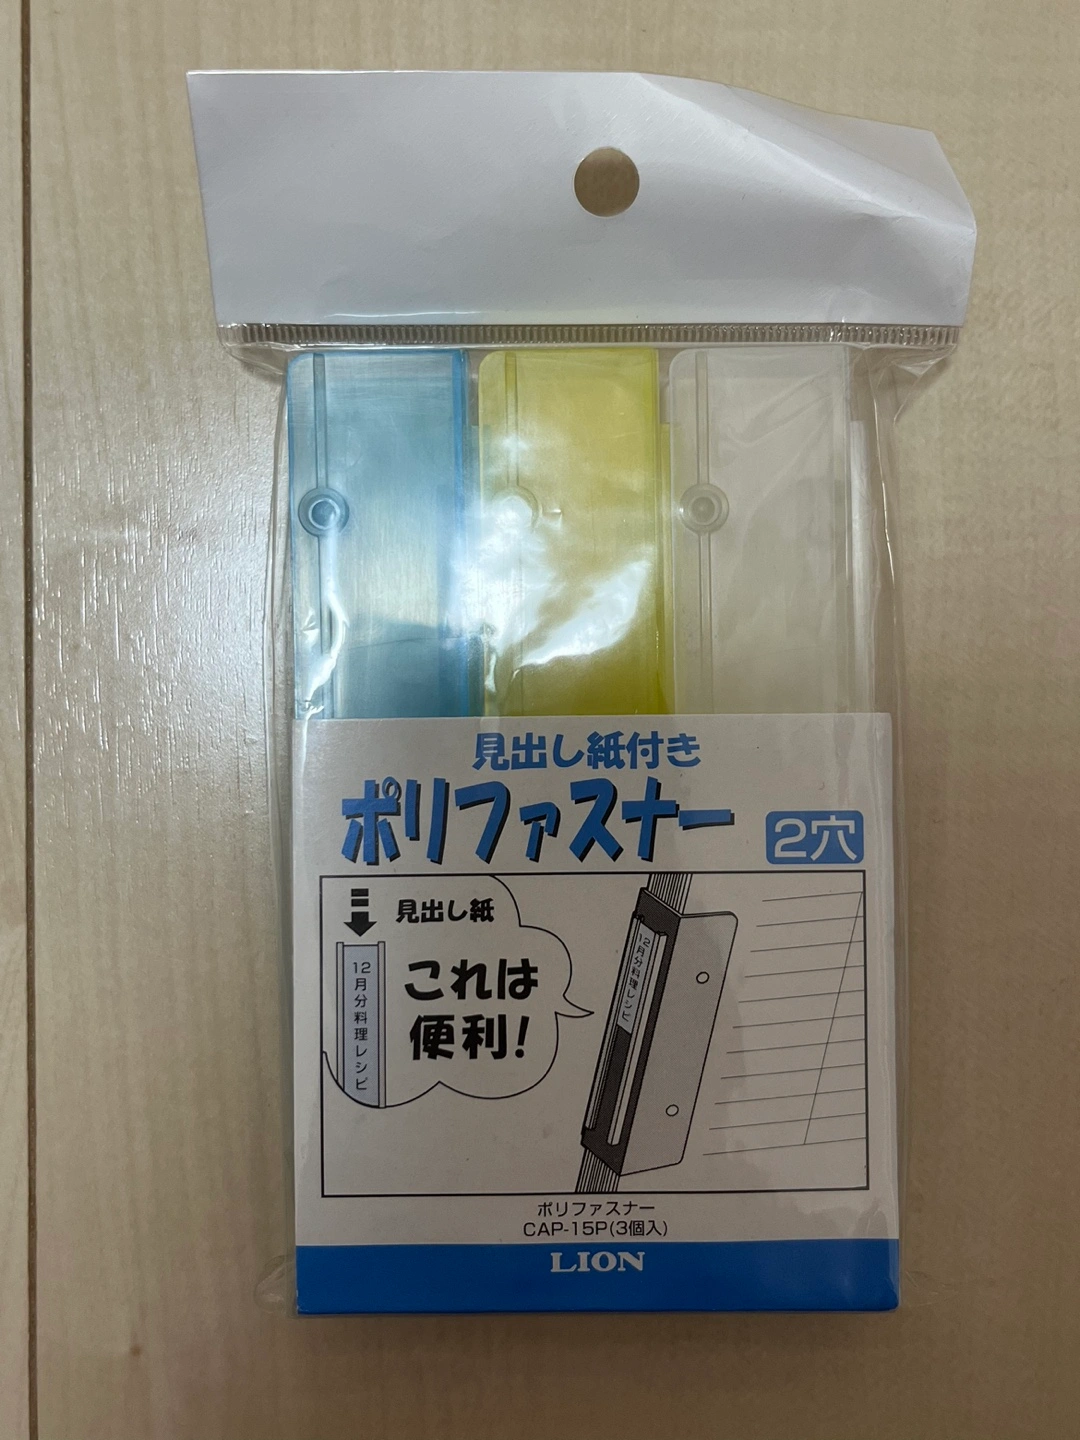 見出し紙付き
ポリファスナー
2穴
見出し紙
これは
便利!
12月分料理レシピ
12月分料理レシピ
ポリファスナー
CAP-15P(3個入)
LION